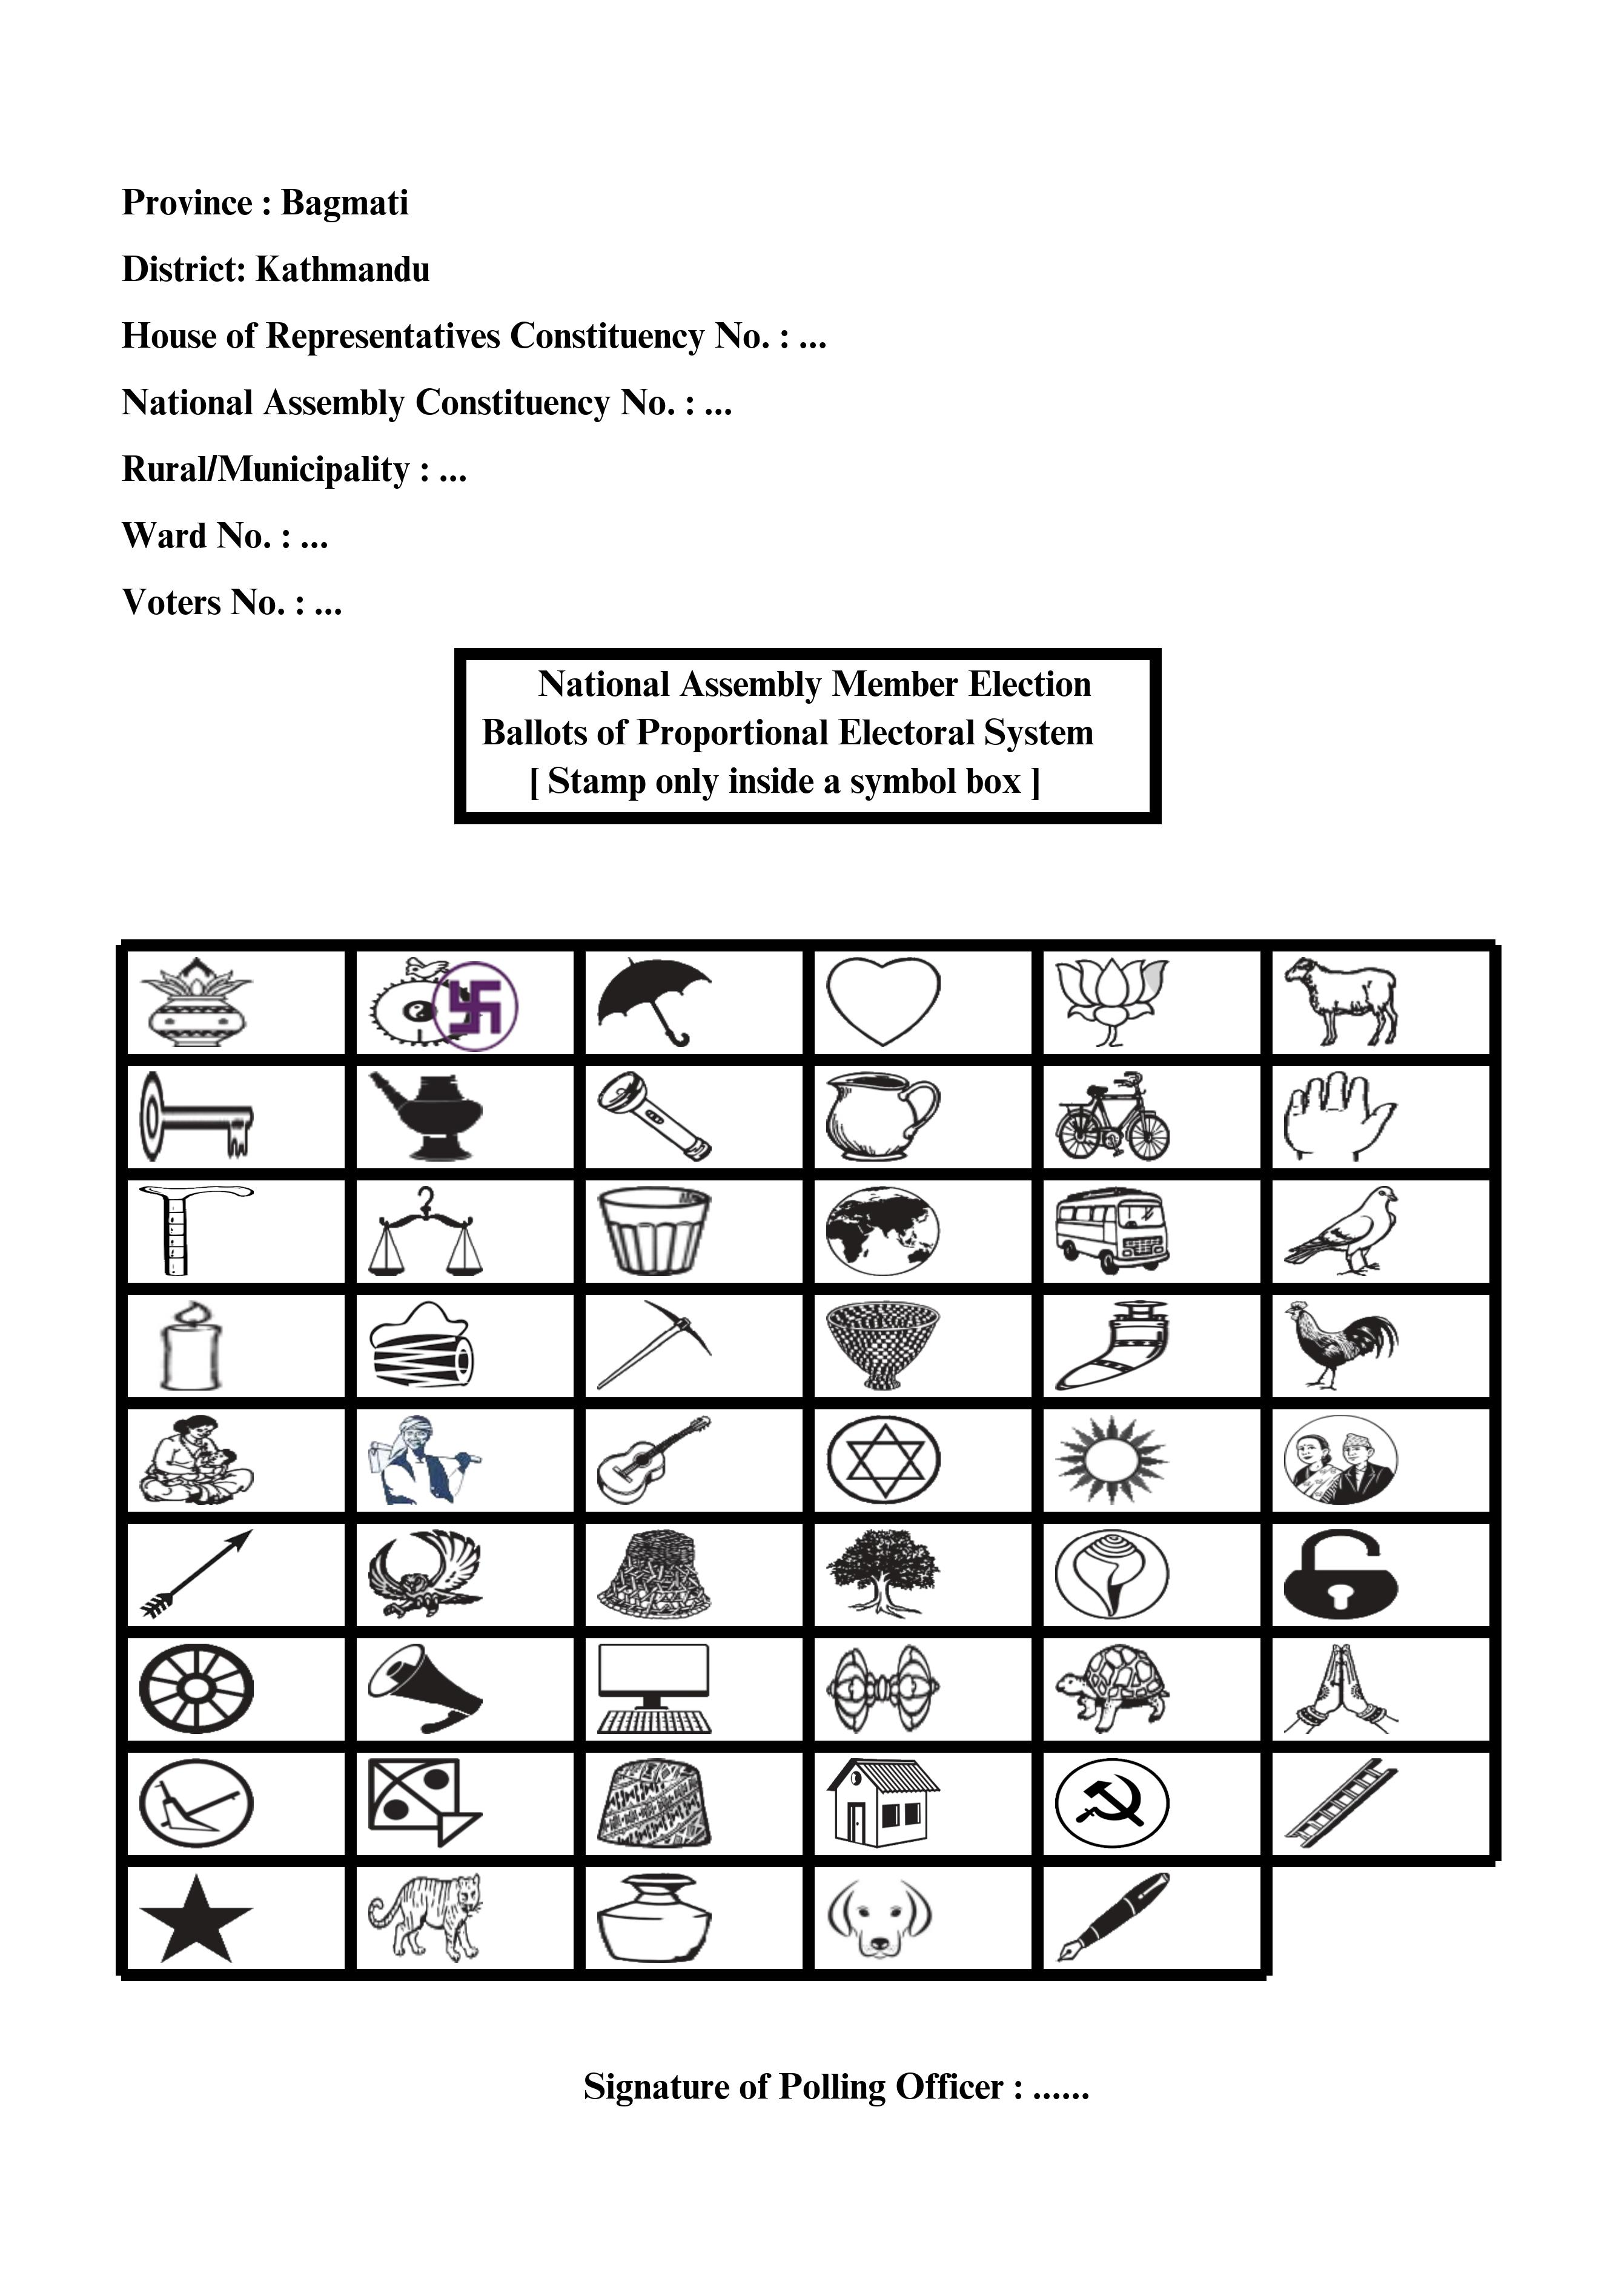 Province : Bagmati
District: Kathmandu
House of Representatives Constituency No. : ...
National Assembly Constituency No. : ...
Rural/Municipality : ...
Ward No. : ...
Voters No. : ...
National Assembly Member Election
Ballots of Proportional Electoral System
[ Stamp only inside a symbol box ]
Signature of Polling Officer : ......